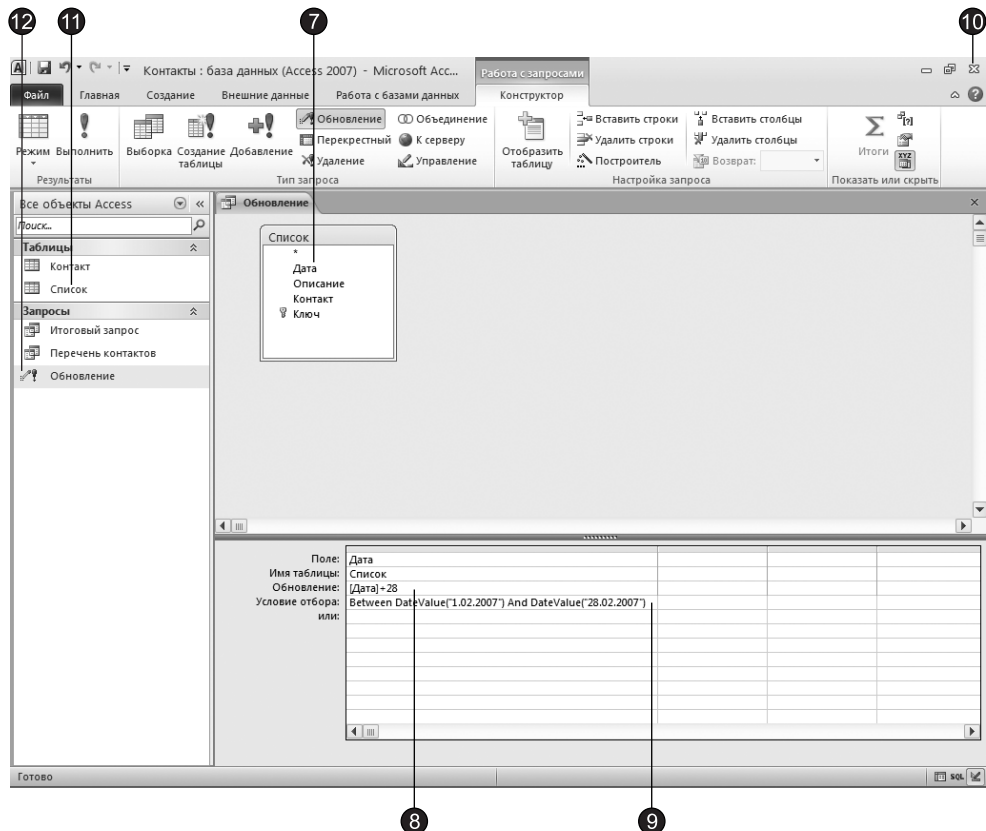 12 11 7 10
Контакты : база данных (Access 2007) - Microsoft Acc...
Работа с запросами
Файл Главная Создание Внешние данные Работа с базами данных Конструктор
Режим Выполнить
Результаты
Выборка Создание таблицы Добавление
Обновление Объединение
Перекрестный К серверу
Удаление Управление
Тип запроса
Отобразить таблицу
Вставить строки Вставить столбцы
Удалить строки Удалить столбцы
Построитель Возврат:
Настройка запроса
Итоги
XYZ
Показать или скрыть
Все объекты Access
Поиск...
Таблицы
Контакт
Список
Запросы
Итоговый запрос
Перечень контактов
Обновление
Обновление
Список
*
Дата
Описание
Контакт
Ключ
Поле: Дата
Имя таблицы: Список
Обновление: [Дата]+28
Условие отбора: Between DateValue("1.02.2007") And DateValue("28.02.2007")
или:
Готово
SQL
8 9